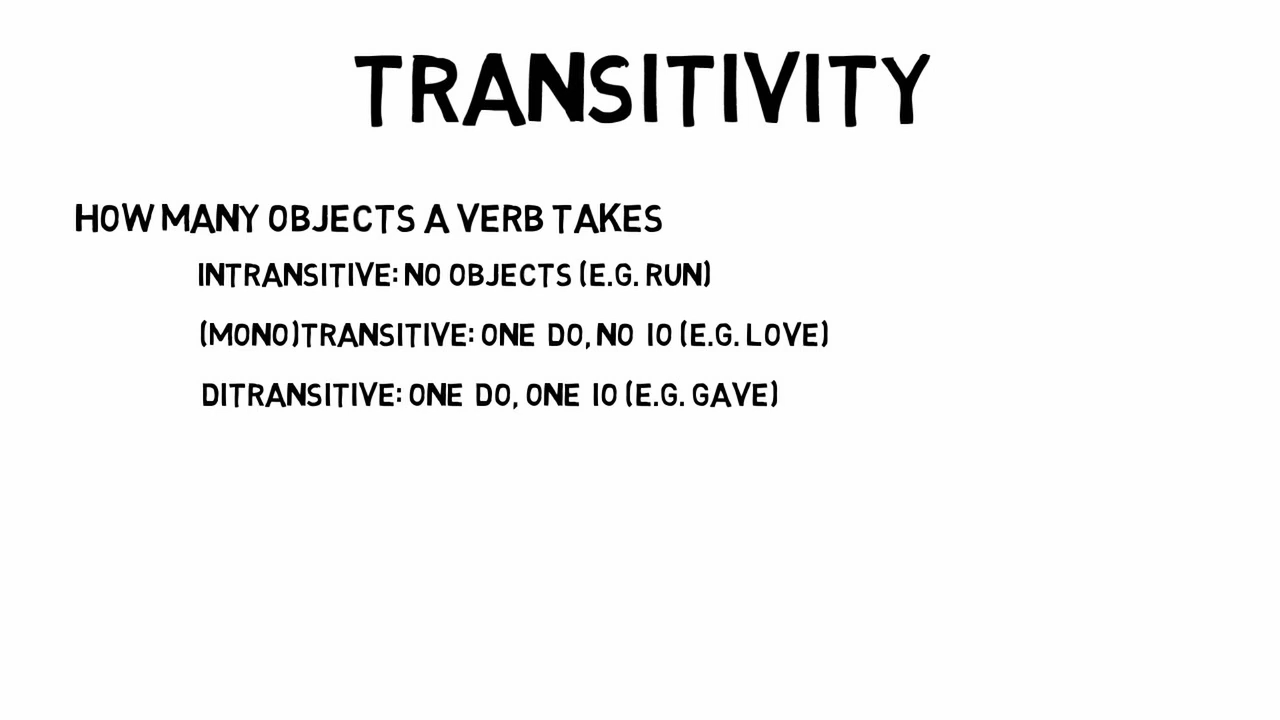 TRANSITIVITY
HOW MANY OBJECTS A VERB TAKES
INTRANSITIVE: NO OBJECTS (E.G. RUN)
(MONO)TRANSITIVE: ONE DO, NO IO (E.G. LOVE)
DITRANSITIVE: ONE DO, ONE IO (E.G. GAVE)